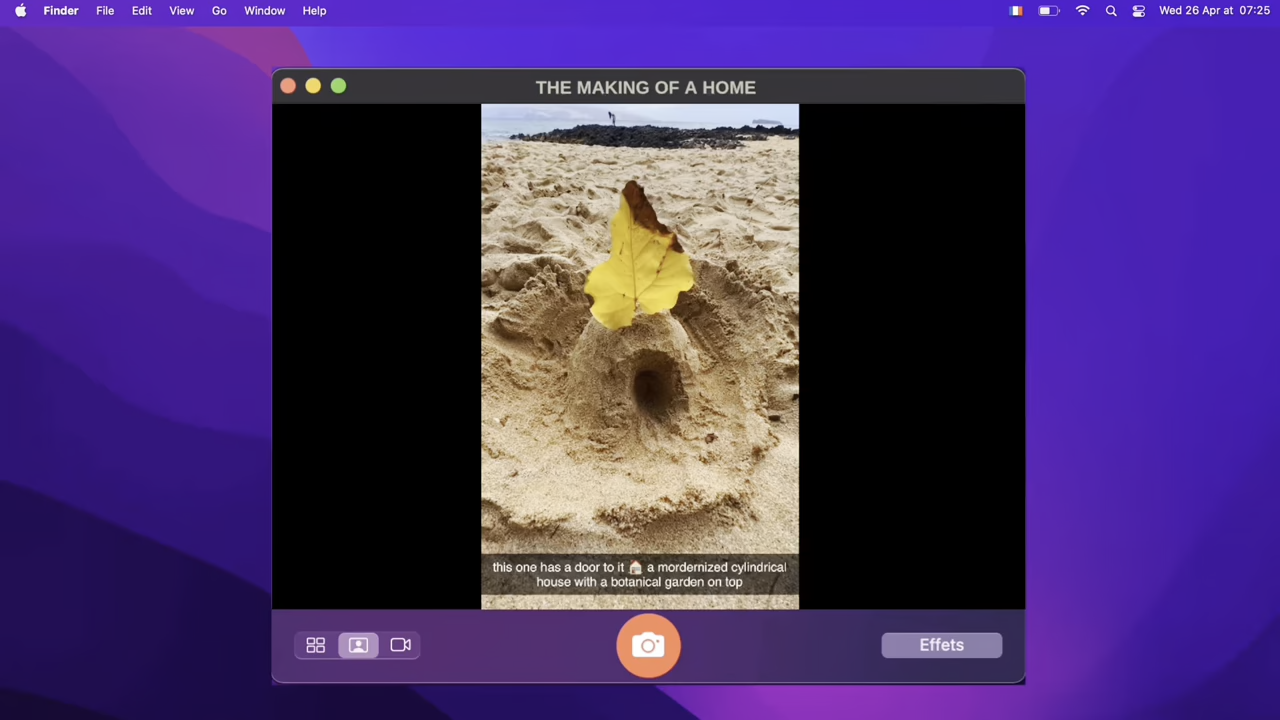 Finder File Edit View Go Window Help Wed 26 Apr at 07:25
THE MAKING OF A HOME
this one has a door to it 🏠 a mordernized cylindrical
house with a botanical garden on top
Effets